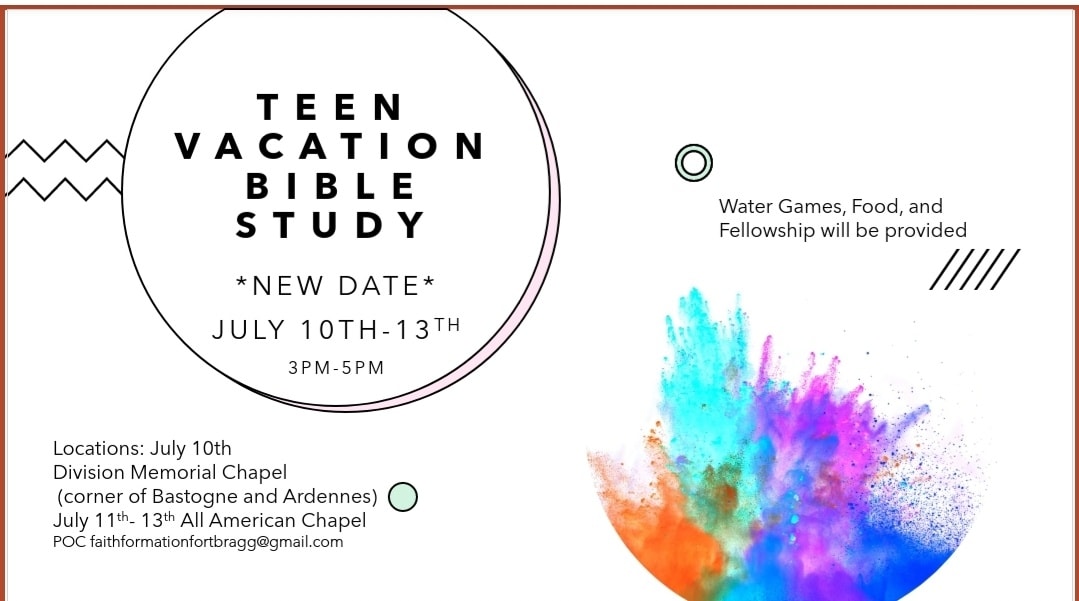 TEEN
VACATION
BIBLE
STUDY
*NEW DATE*
JULY 10TH-13TH
3PM-5PM
Water Games, Food, and
Fellowship will be provided
Locations: July 10th
Division Memorial Chapel
(corner of Bastogne and Ardennes)
July 11th- 13th All American Chapel
POC faithformationfortbragg@gmail.com